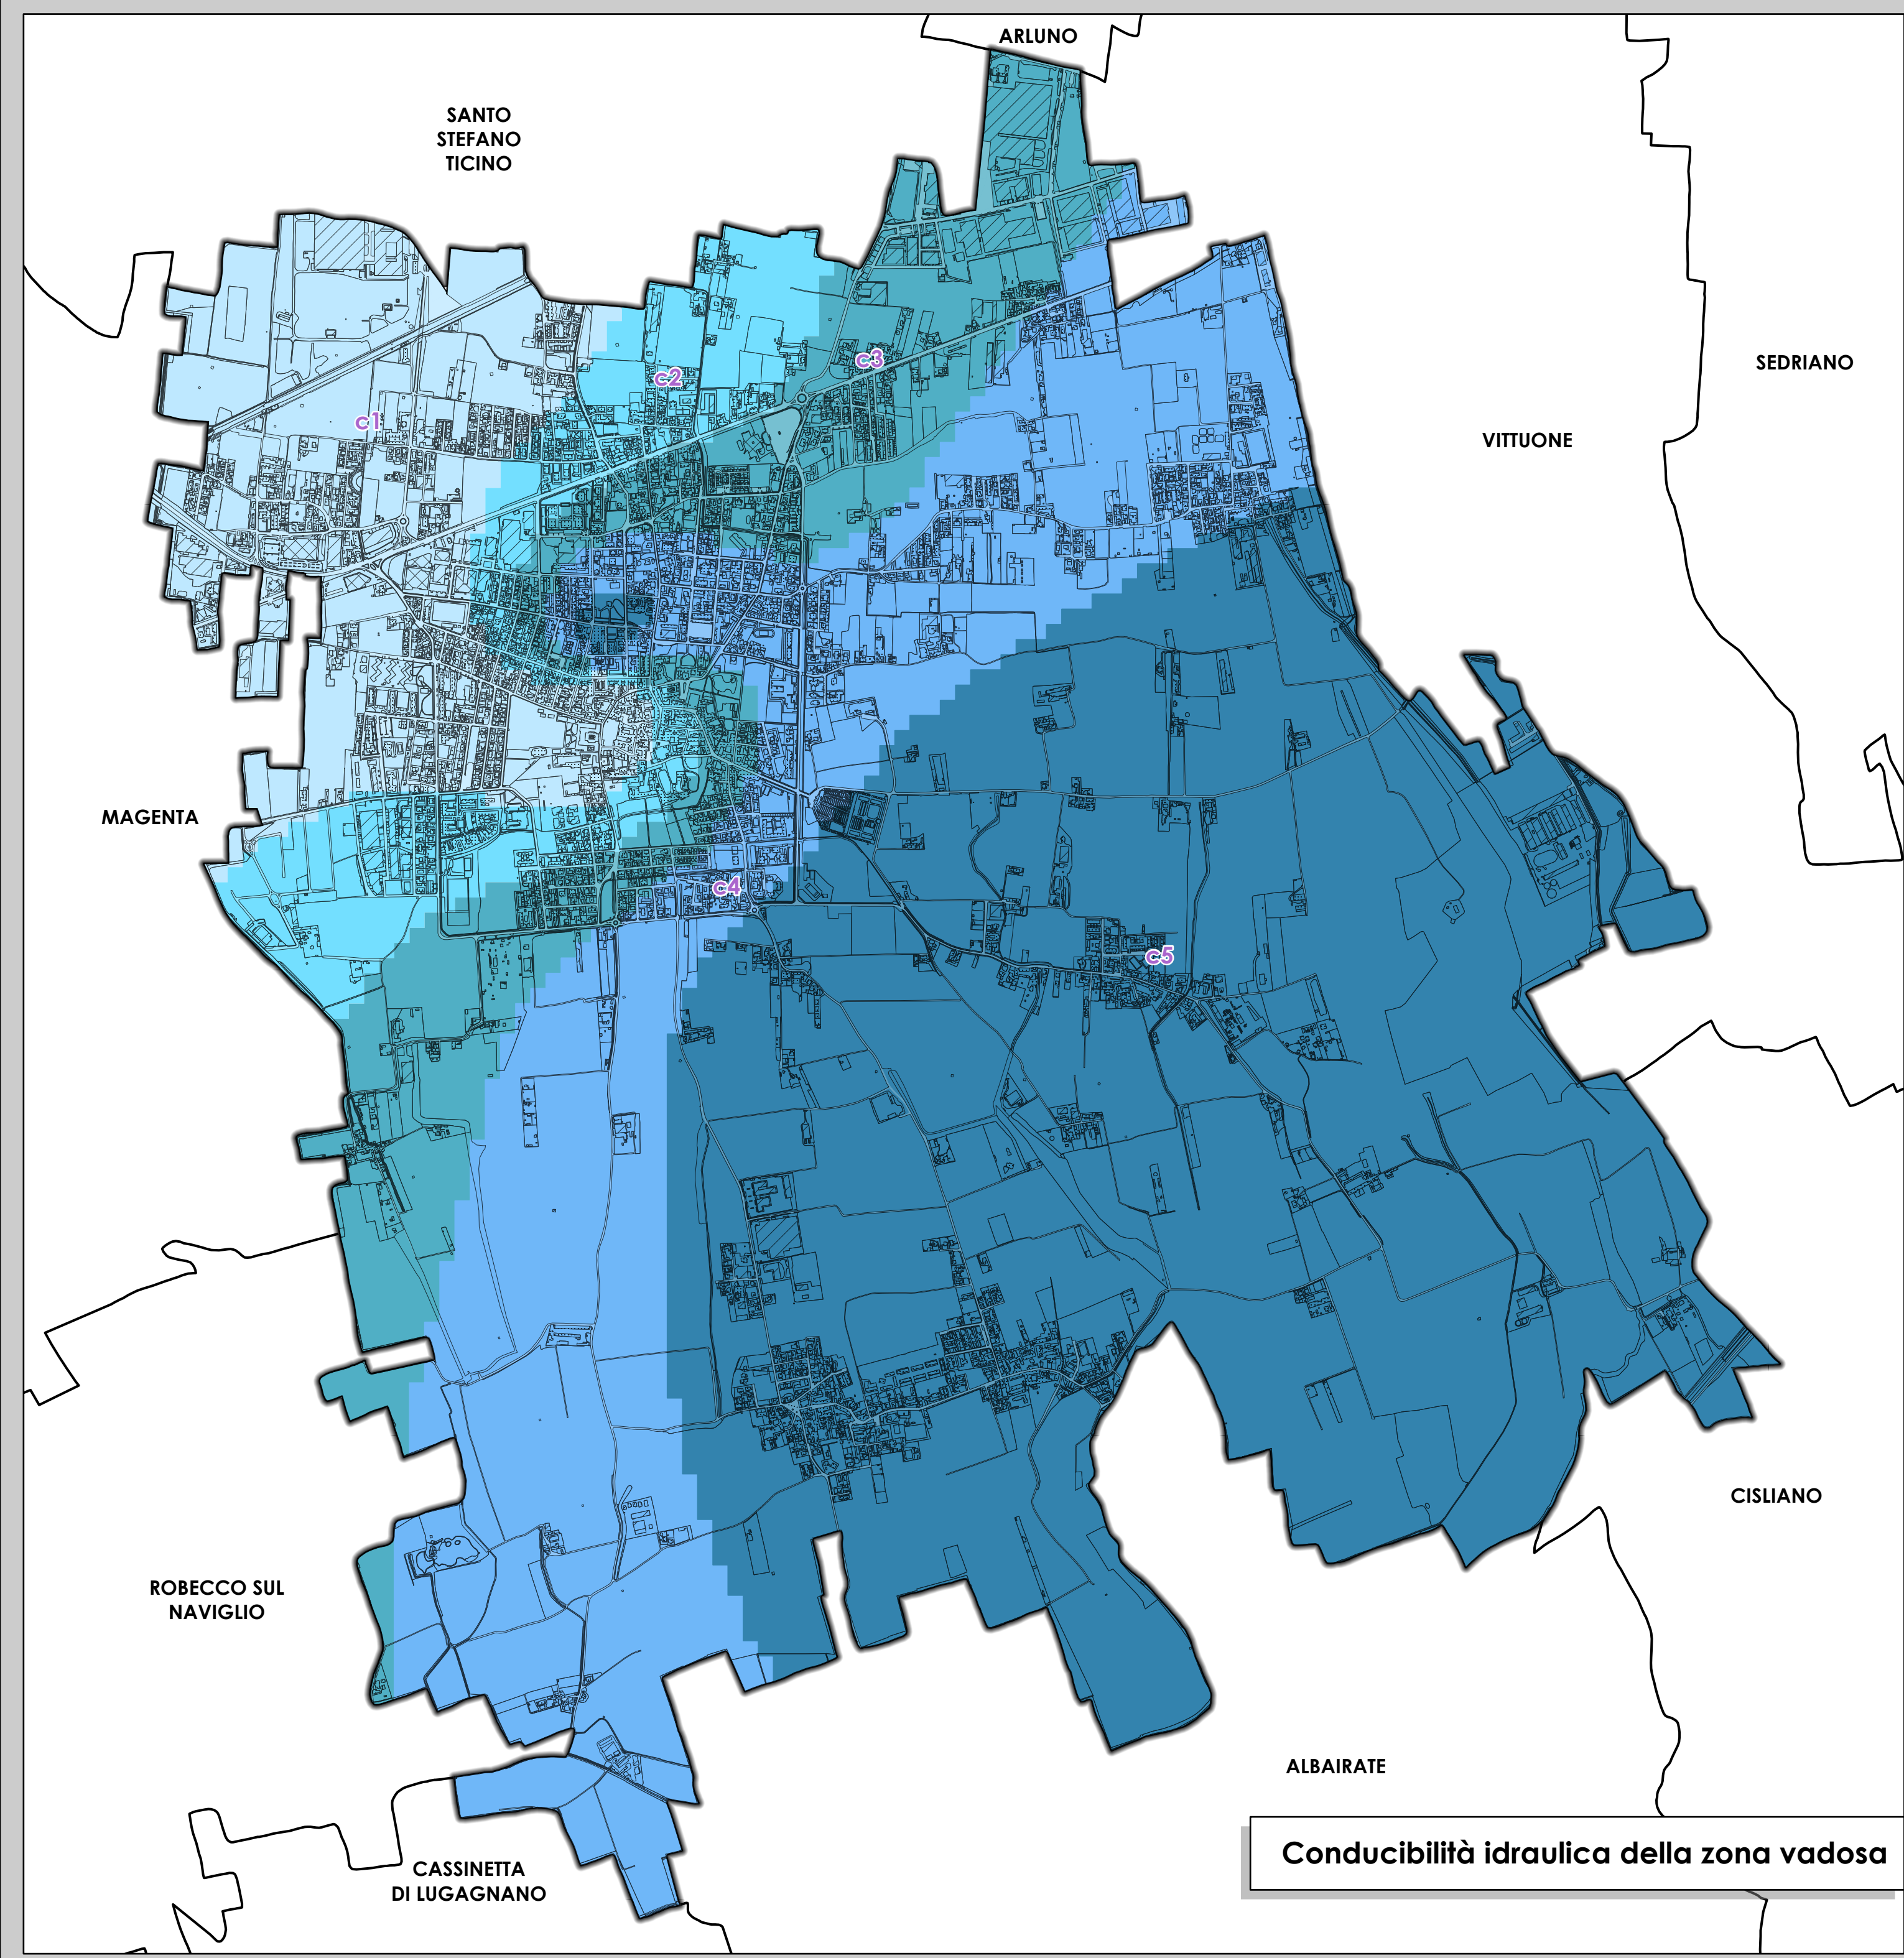 ARLUNO
SANTO
STEFANO
TICINO
SEDRIANO
c3
c2
c1
VITTUONE
MAGENTA
c4
c5
CISLIANO
ROBECCO SUL
NAVIGLIO
ALBAIRATE
Conducibilità idraulica della zona vadosa
CASSINETTA
DI LUGAGNANO